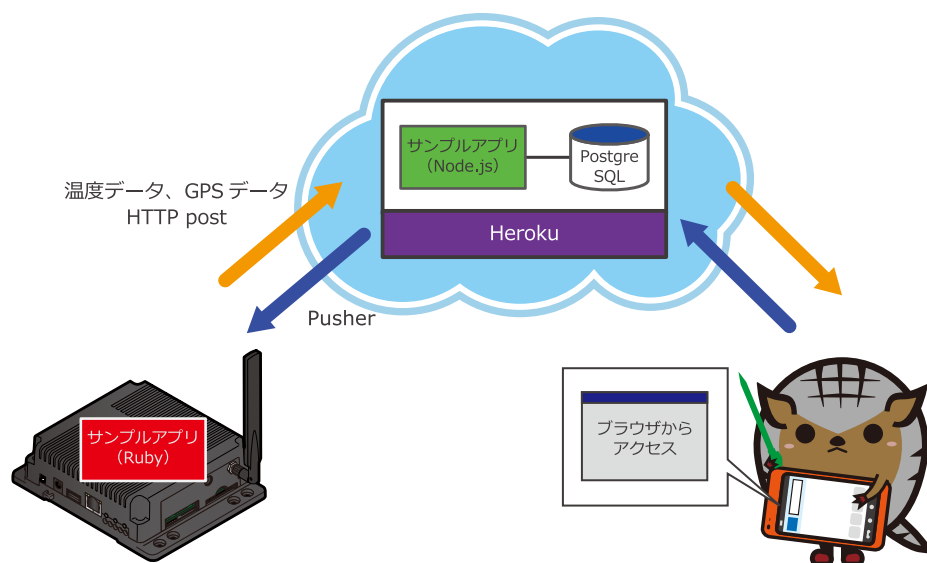 サンプルアプリ
（Node.js）
Postgre
SQL
Heroku
温度データ、GPS データ
HTTP post
Pusher
サンプルアプリ
（Ruby）
ブラウザから
アクセス